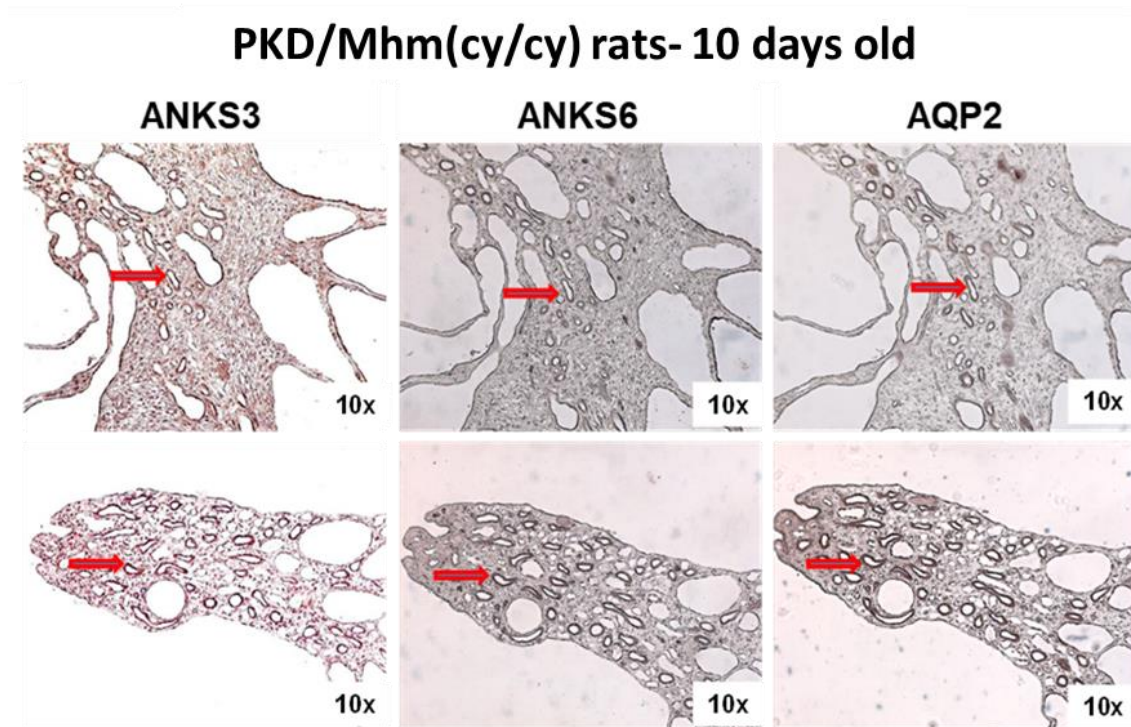 PKD/Mhm(cy/cy) rats- 10 days old
ANKS3 ANKS6 AQP2
10x 10x 10x
10x 10x 10x